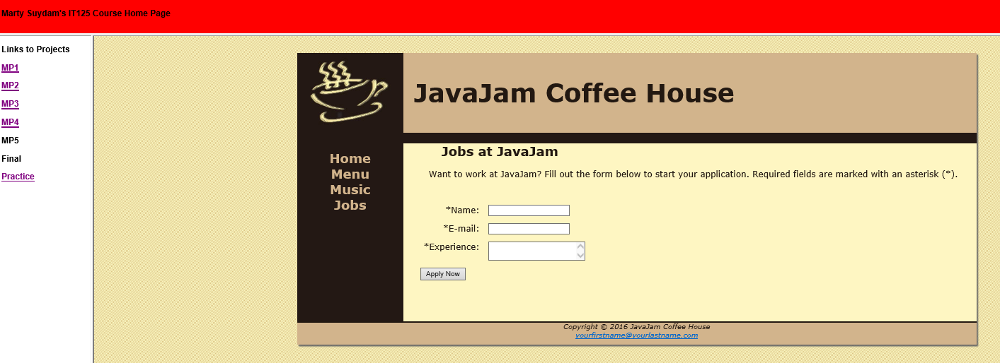 Marty Suydam's IT125 Course Home Page
Links to Projects
MP1
MP2
MP3
MP4
MP5
Final
Practice
JavaJam Coffee House
Home
Menu
Music
Jobs
Jobs at JavaJam
Want to work at JavaJam? Fill out the form below to start your application. Required fields are marked with an asterisk (*).
*Name:
*E-mail:
*Experience:
Apply Now
Copyright © 2016 JavaJam Coffee House
yourfirstname@yourlastname.com